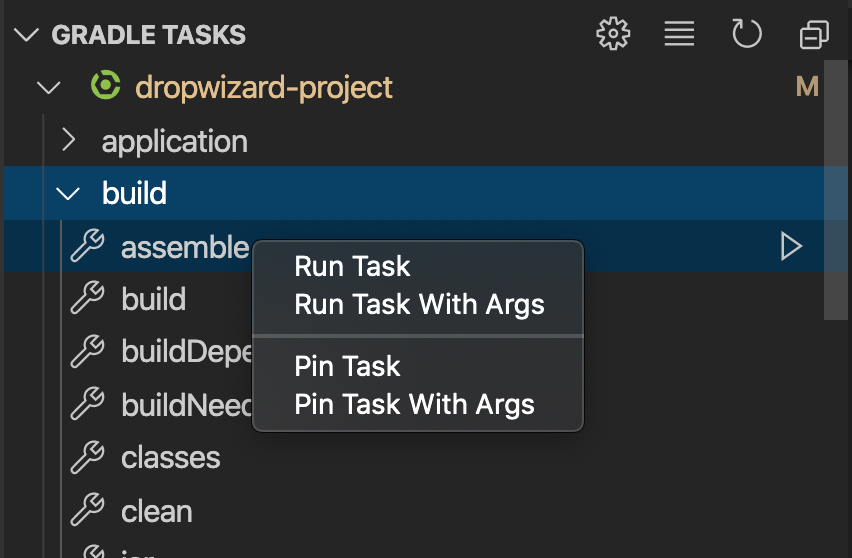 GRADLE TASKS
dropwizard-project M
application
build
assemble
Run Task
Run Task With Args
Pin Task
Pin Task With Args
build
buildDepe
buildNeed
classes
clean